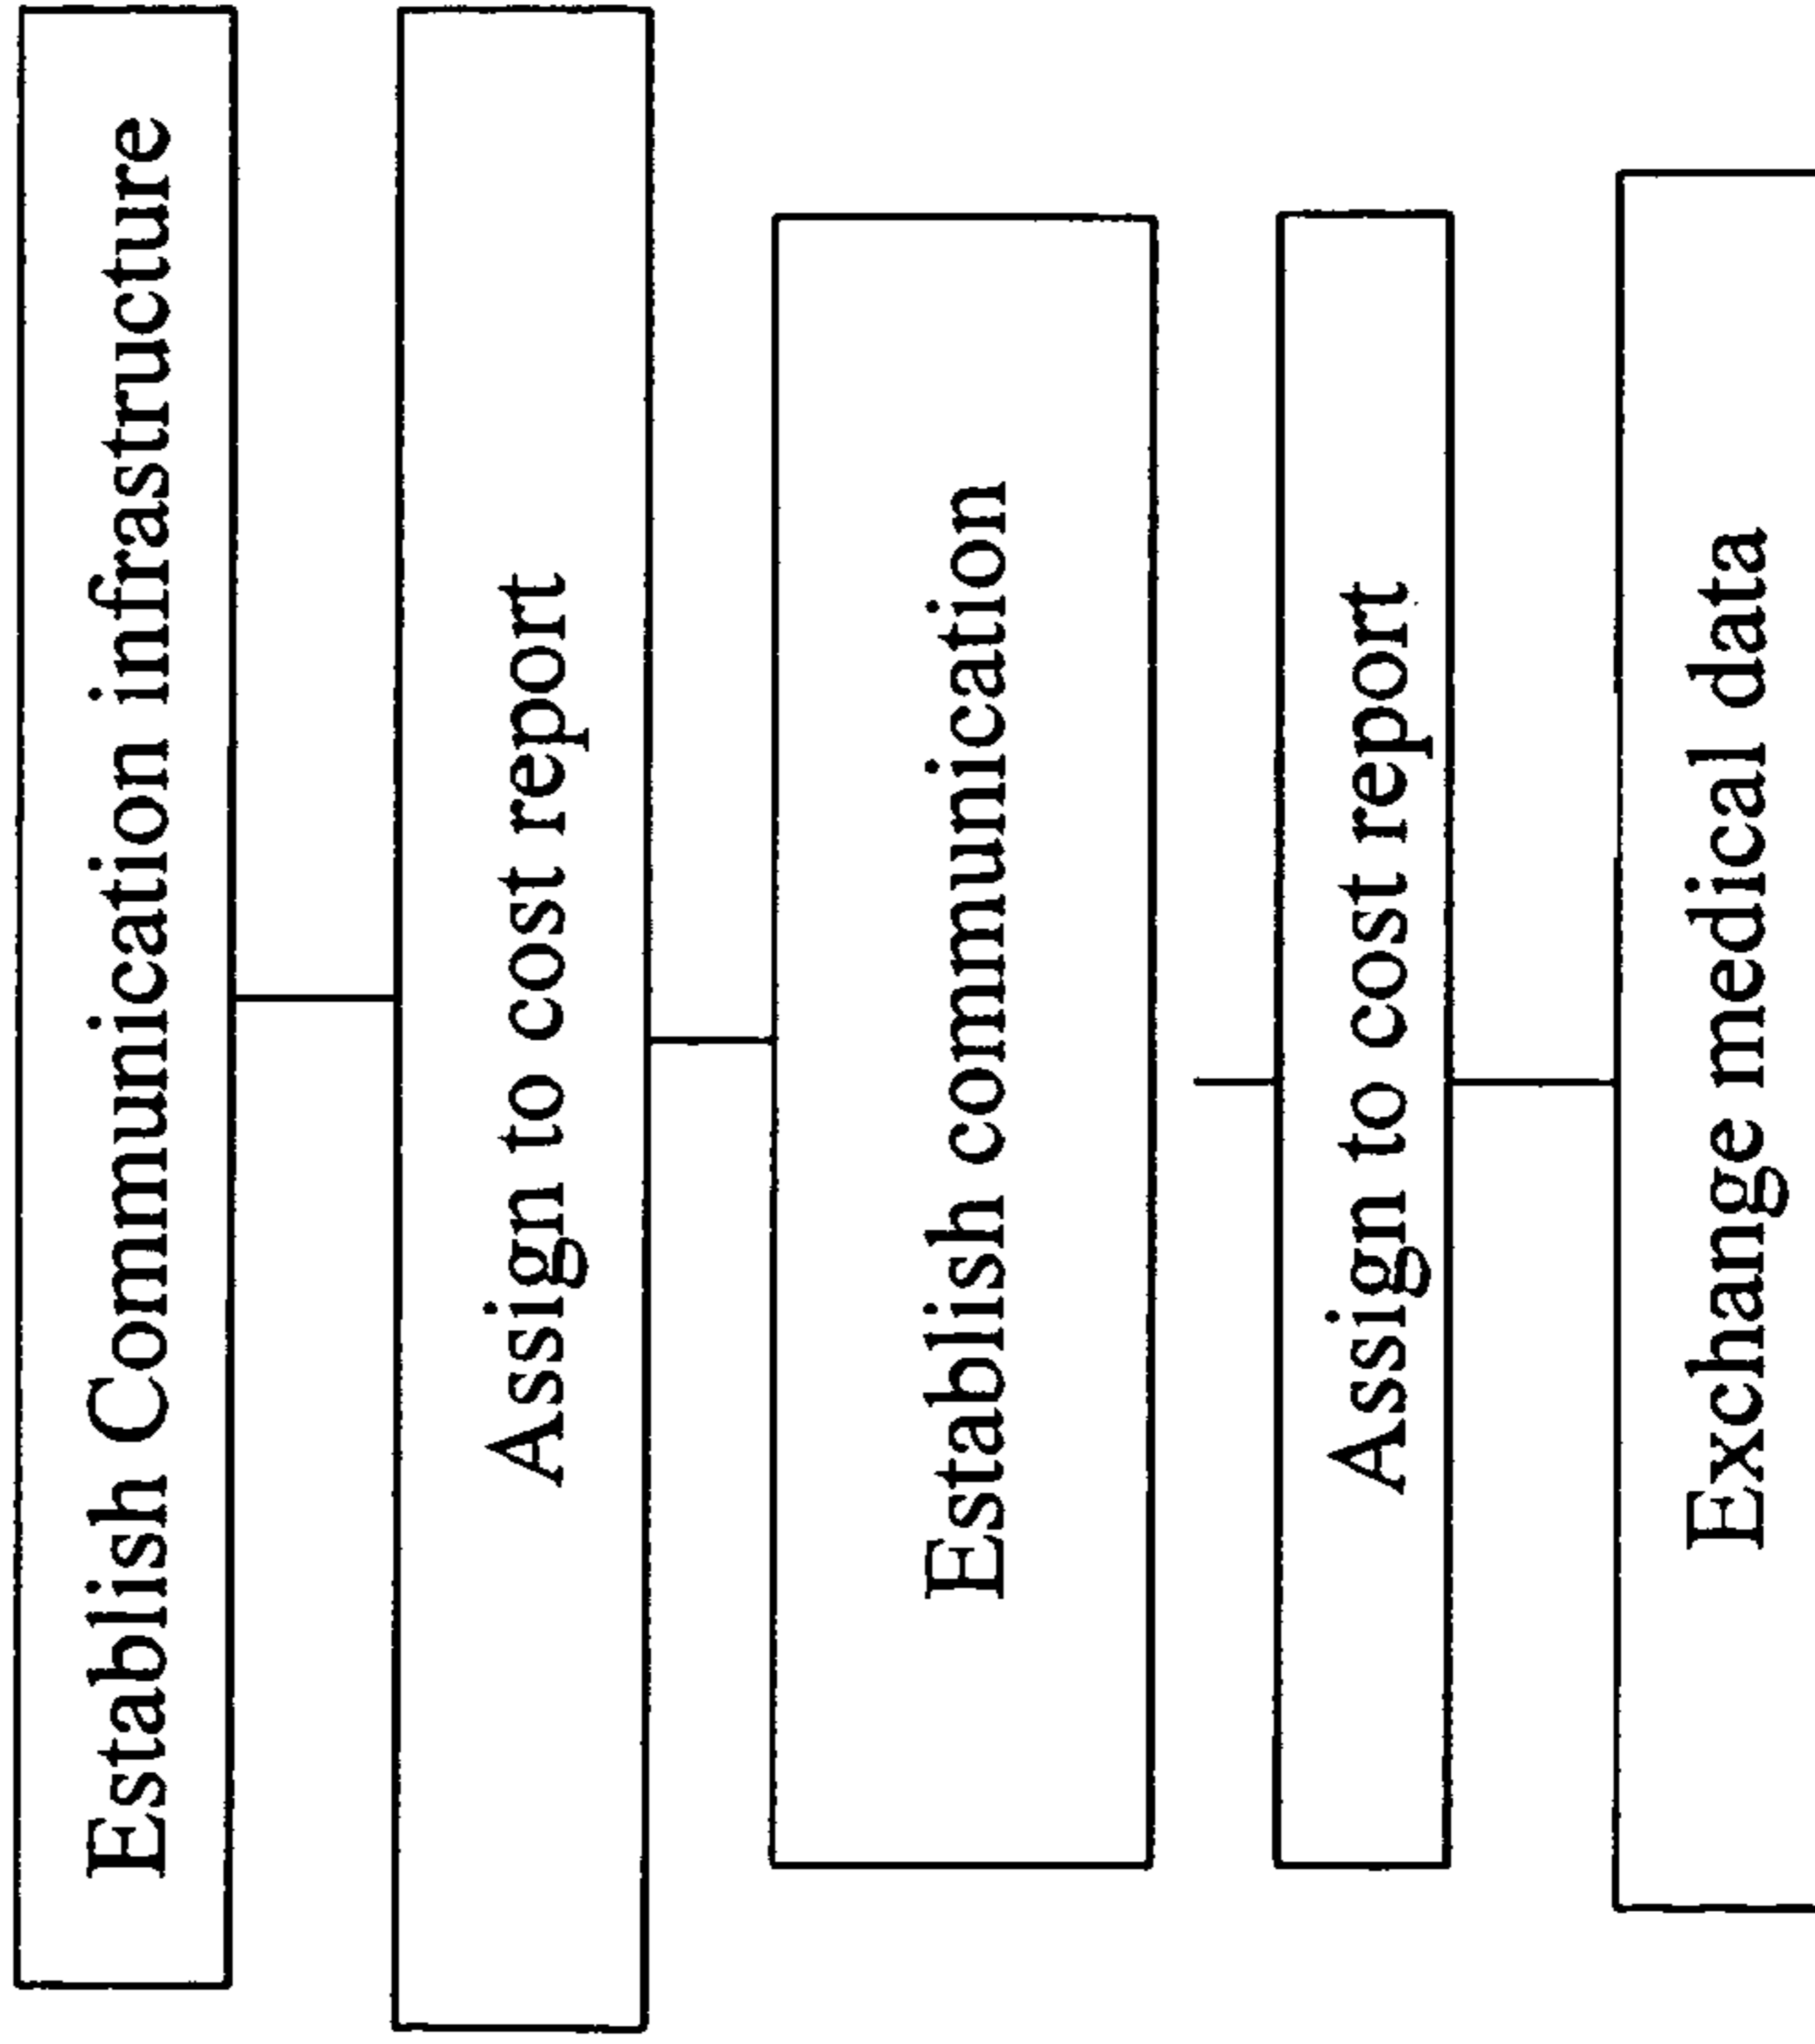 Establish Communication infrastructure
Assign to cost report
Establish communication
Assign to cost report
Exchange medical data